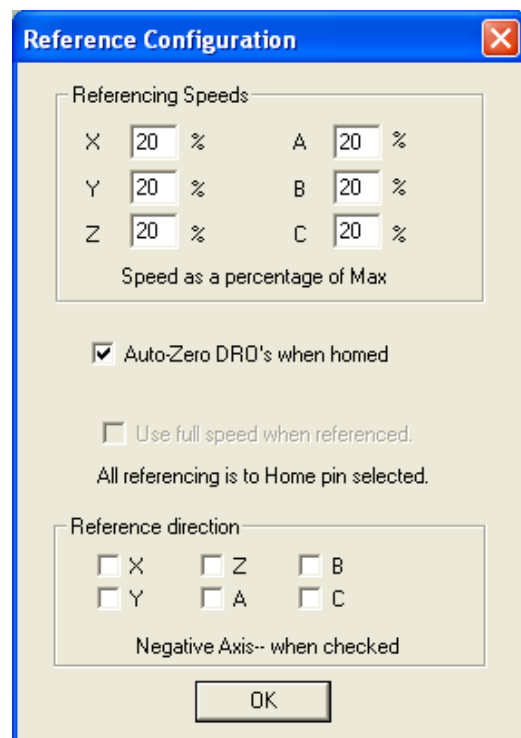 Reference Configuration
Referencing Speeds
X 20 % A 20 %
Y 20 % B 20 %
Z 20 % C 20 %
Speed as a percentage of Max
Auto-Zero DRO's when homed
Use full speed when referenced.
All referencing is to Home pin selected.
Reference direction
X Z B
Y A C
Negative Axis-- when checked
OK